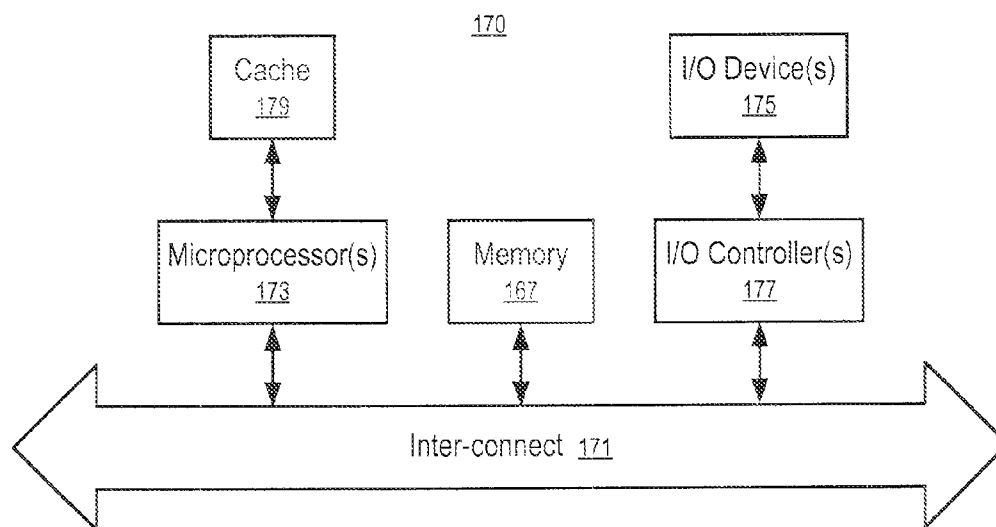 170
Cache
179
I/O Device(s)
175
Microprocessor(s)
173
Memory
167
I/O Controller(s)
177
Inter-connect 171